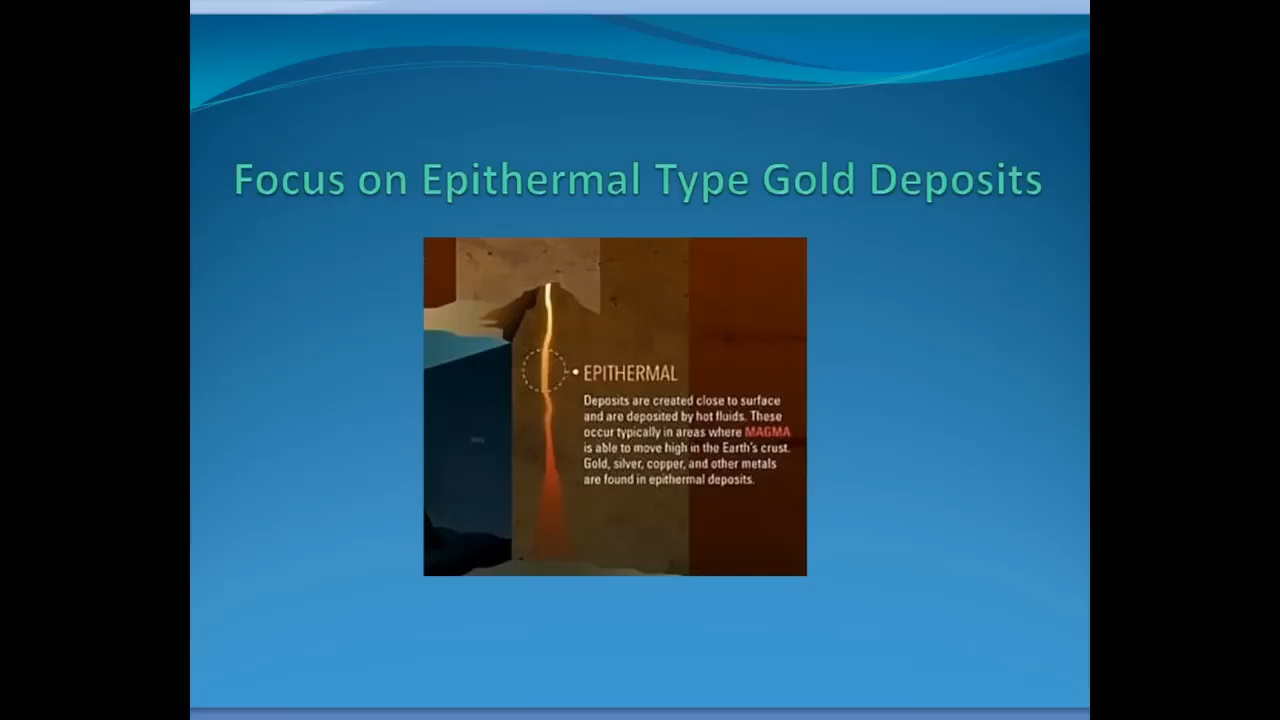 Focus on Epithermal Type Gold Deposits
EPITHERMAL
Deposits are created close to surface
and are deposited by hot fluids. These
occur typically in areas where MAGMA
is able to move high in the Earth's crust.
Gold, silver, copper, and other metals
are found in epithermal deposits.